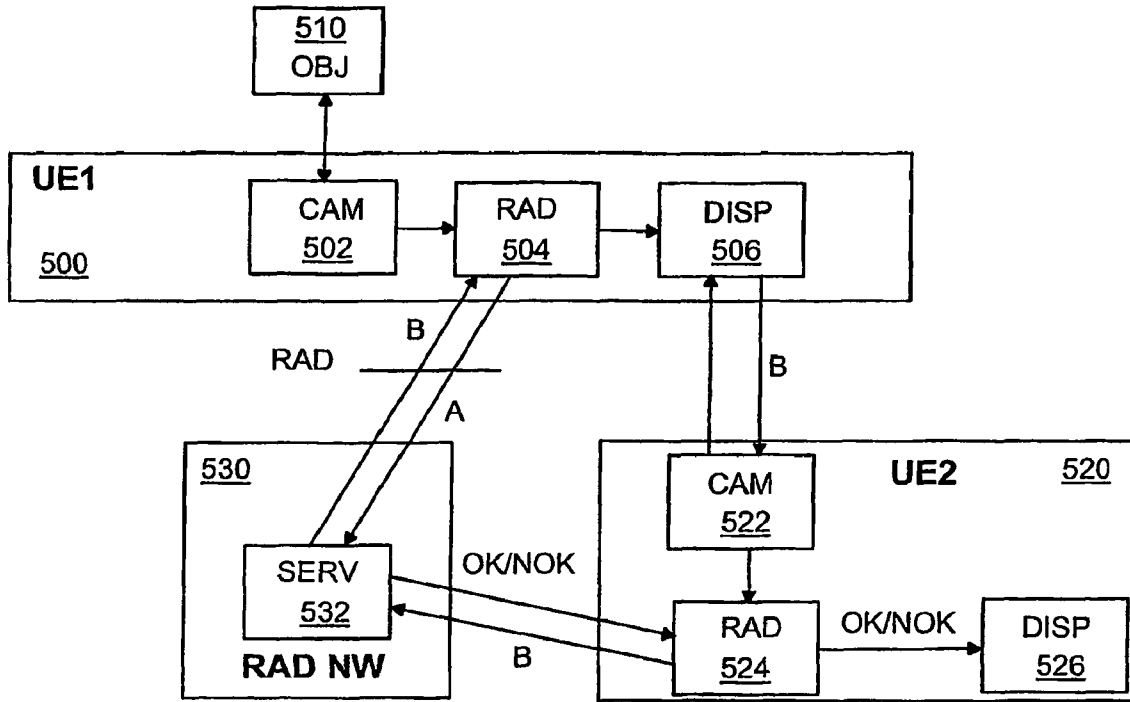 510
OBJ
UE1
500
CAM
502
RAD
504
DISP
506
B
RAD
A
B
530
SERV
532
RAD NW
OK/NOK
B
UE2
520
CAM
522
RAD
524
OK/NOK
DISP
526